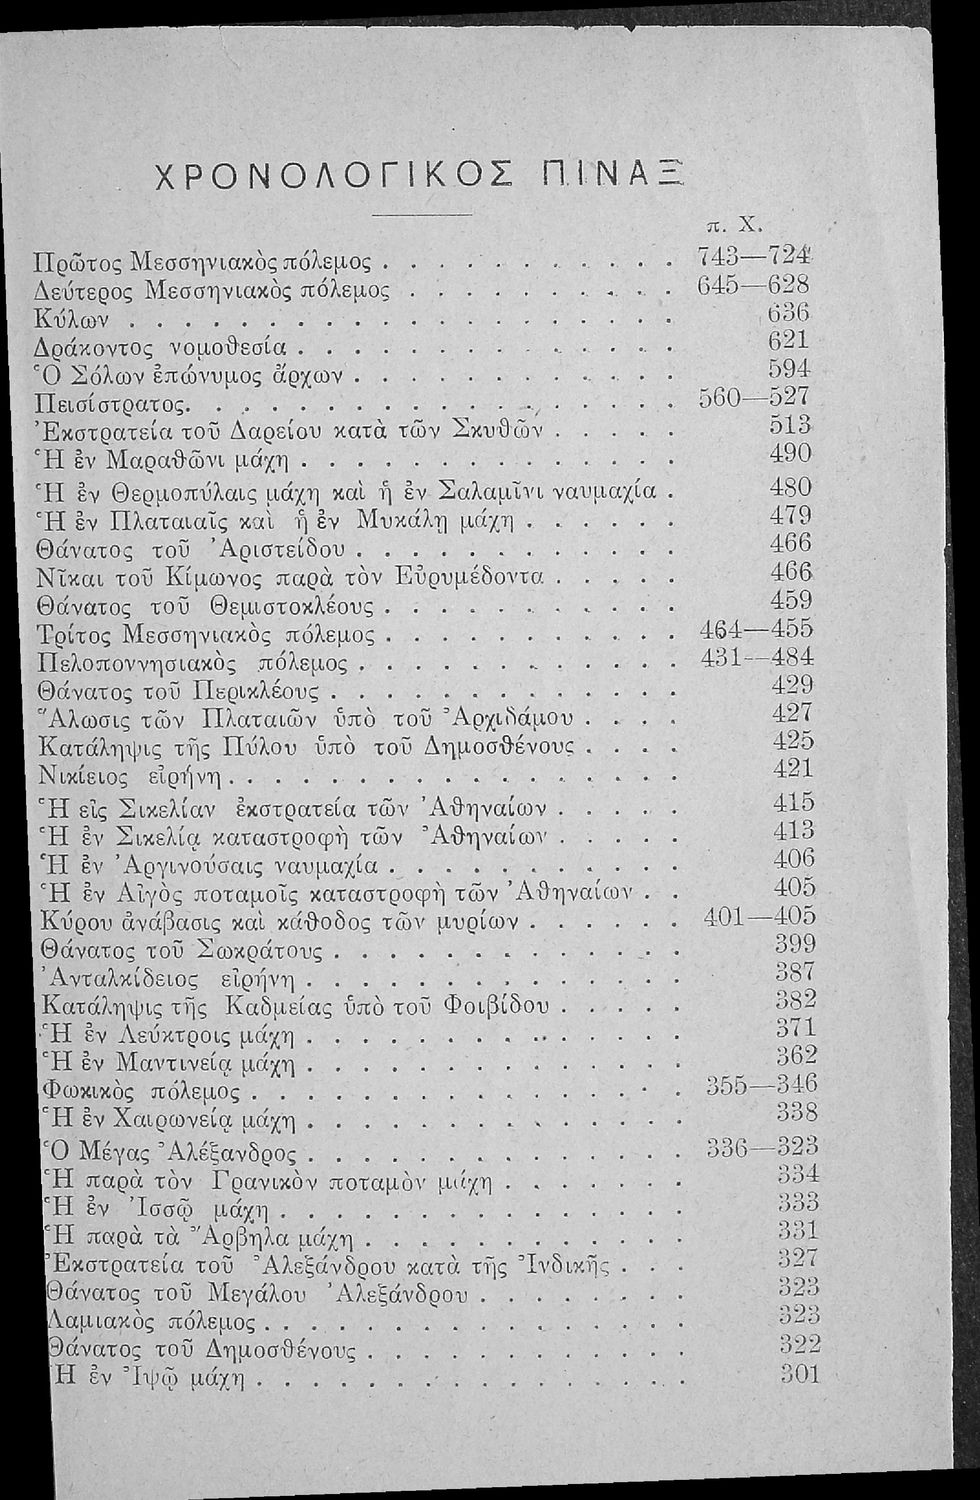 ΧΡΟΝΟΛΟΓΙΚΟΣ ΠΙΝΑΞ
π. Χ.
Πρῶτος Μεσσηνιακὸς πόλεμος . . . . . . . . . . . 743—724
Δεύτερος Μεσσηνιακὸς πόλεμος . . . . . . . . . . 645—628
Κύλων . . . . . . . . . . . . . . . . . . . . 636
Δράκοντος νομοθεσία . . . . . . . . . . . . . . 621
Ὁ Σόλων ἐπώνυμος ἄρχων . . . . . . . . . . . . 594
Πεισίστρατος. . . . . . . . . . . . . . . . . . 560—527
Ἐκστρατεία τοῦ Δαρείου κατὰ τῶν Σκυθῶν . . . . . 513
Ἡ ἐν Μαραθῶνι μάχη . . . . . . . . . . . . . . 490
Ἡ ἐν Θερμοπύλαις μάχη καὶ ἡ ἐν Σαλαμῖνι ναυμαχία . 480
Ἡ ἐν Πλαταιαῖς καὶ ἡ ἐν Μυκάλῃ μάχη . . . . . . 479
Θάνατος τοῦ Ἀριστείδου . . . . . . . . . . . . 466
Νῖκαι τοῦ Κίμωνος παρὰ τὸν Εὐρυμέδοντα . . . . . 466
Θάνατος τοῦ Θεμιστοκλέους . . . . . . . . . . . 459
Τρίτος Μεσσηνιακὸς πόλεμος . . . . . . . . . . . 464—455
Πελοποννησιακὸς πόλεμος . . . . . . . . . . . . 431—484
Θάνατος τοῦ Περικλέους . . . . . . . . . . . . . 429
Ἅλωσις τῶν Πλαταιῶν ὑπὸ τοῦ Ἀρχιδάμου . . . . 427
Κατάληψις τῆς Πύλου ὑπὸ τοῦ Δημοσθένους . . . . 425
Νικίειος εἰρήνη . . . . . . . . . . . . . . . . . 421
Ἡ εἰς Σικελίαν ἐκστρατεία τῶν Ἀθηναίων . . . . . 415
Ἡ ἐν Σικελίᾳ καταστροφὴ τῶν Ἀθηναίων . . . . . 413
Ἡ ἐν Ἀργινούσαις ναυμαχία . . . . . . . . . . . 406
Ἡ ἐν Αἰγὸς ποταμοῖς καταστροφὴ τῶν Ἀθηναίων . . 405
Κύρου ἀνάβασις καὶ κάθοδος τῶν μυρίων . . . . . . 401—405
Θάνατος τοῦ Σωκράτους . . . . . . . . . . . . . 399
Ἀνταλκίδειος εἰρήνη . . . . . . . . . . . . . . 387
Κατάληψις τῆς Καδμείας ὑπὸ τοῦ Φοιβίδου . . . . . 382
Ἡ ἐν Λεύκτροις μάχη . . . . . . . . . . . . . . 371
Ἡ ἐν Μαντινείᾳ μάχη . . . . . . . . . . . . . . 362
Φωκικὸς πόλεμος . . . . . . . . . . . . . . . . 355—346
Ἡ ἐν Χαιρωνείᾳ μάχη . . . . . . . . . . . . . . 338
Ὁ Μέγας Ἀλέξανδρος . . . . . . . . . . . . . . 336—323
Ἡ παρὰ τὸν Γρανικὸν ποταμὸν μάχη . . . . . . . 334
Ἡ ἐν Ἰσσῷ μάχη . . . . . . . . . . . . . . . 333
Ἡ παρὰ τὰ Ἄρβηλα μάχη . . . . . . . . . . . . 331
Ἐκστρατεία τοῦ Ἀλεξάνδρου κατὰ τῆς Ἰνδικῆς . . . 327
Θάνατος τοῦ Μεγάλου Ἀλεξάνδρου . . . . . . . . 323
Λαμιακὸς πόλεμος . . . . . . . . . . . . . . . . 323
Θάνατος τοῦ Δημοσθένους . . . . . . . . . . . . 322
Ἡ ἐν Ἰψῷ μάχη . . . . . . . . . . . . . . . . 301